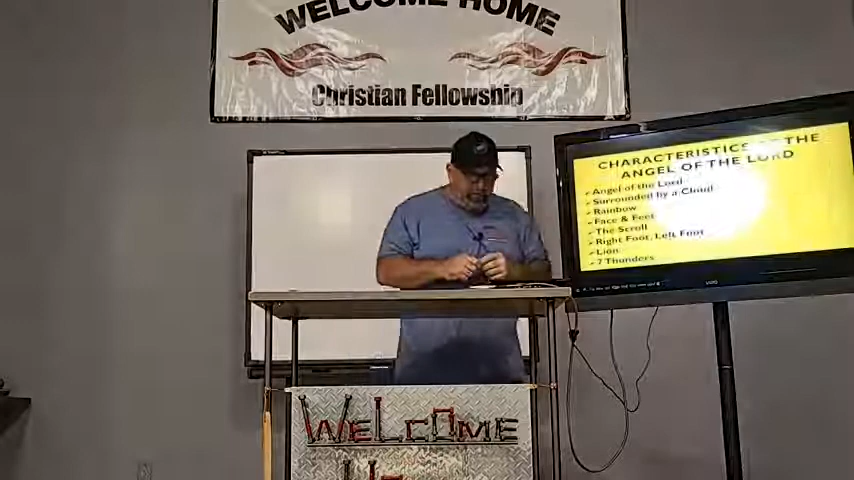 WELCOME HOME
Christian Fellowship
CHARACTERISTICS OF THE
ANGEL OF THE LORD
Angel of the Lord
Surrounded by a Cloud
Rainbow
Face & Feet
The Scroll
Right Foot, Left Foot
Lion
7 Thunders
WELCOME